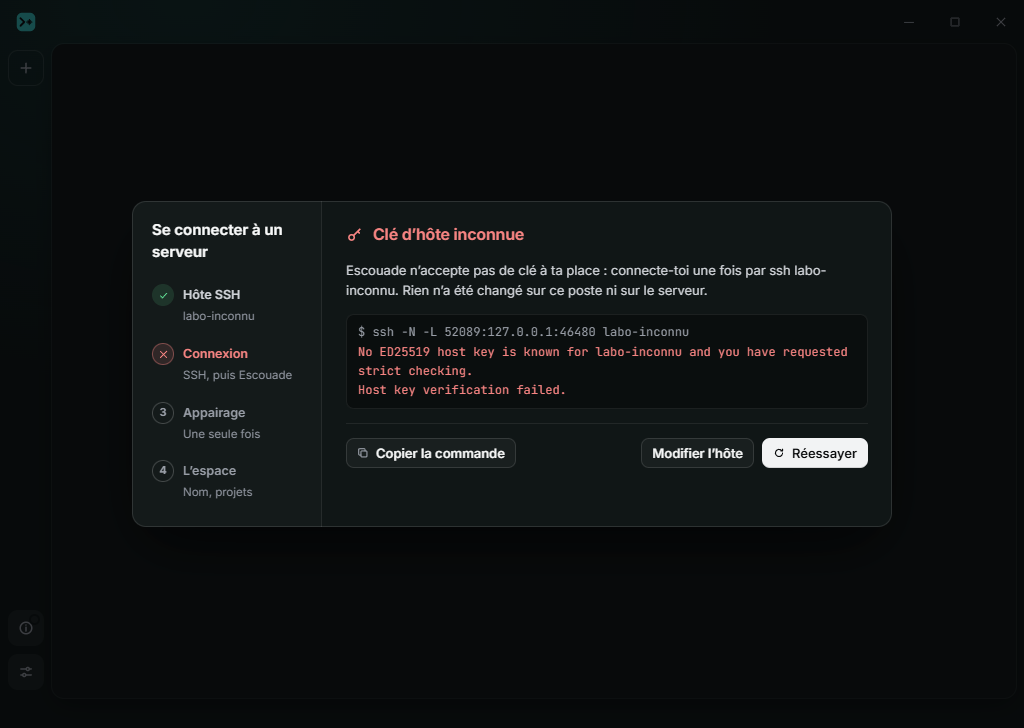 Se connecter à un
serveur
Hôte SSH
labo-inconnu
Connexion
SSH, puis Escouade
3 Appairage
Une seule fois
4 L’espace
Nom, projets
Clé d’hôte inconnue
Escouade n’accepte pas de clé à ta place : connecte-toi une fois par ssh labo-
inconnu. Rien n’a été changé sur ce poste ni sur le serveur.
$ ssh -N -L 52089:127.0.0.1:46480 labo-inconnu
No ED25519 host key is known for labo-inconnu and you have requested
strict checking.
Host key verification failed.
Copier la commande
Modifier l’hôte
Réessayer